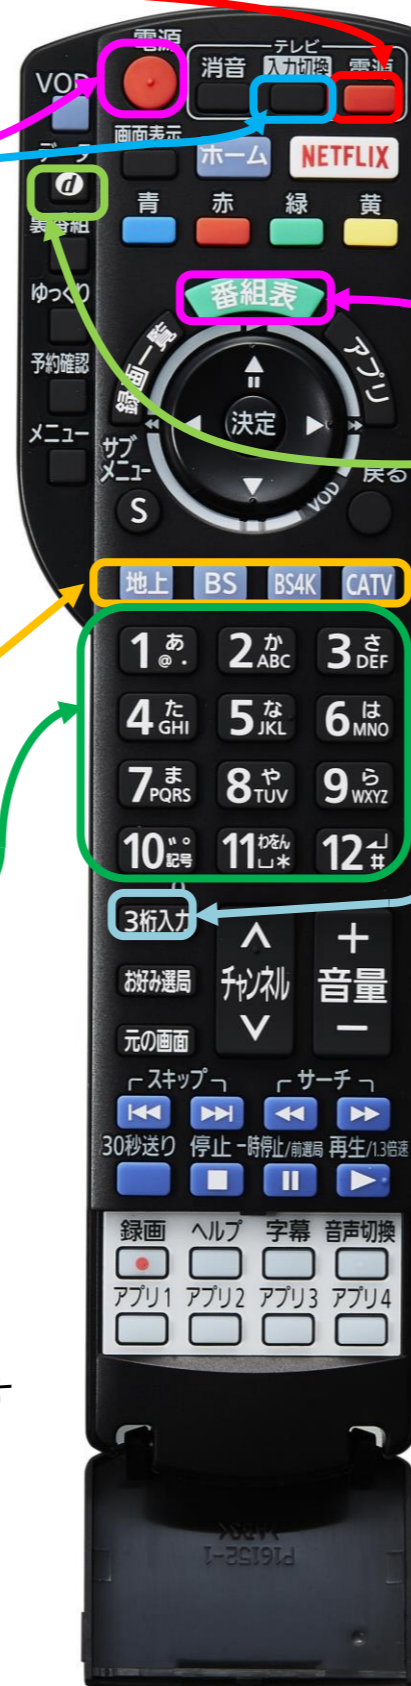 電源
テレビ
消音 入力切換 電源
VOD
画面表示
ホーム NETFLIX
データ
d
青 赤 緑 黄
裏番組
番組表
ゆっくり
録画一覧
アプリ
予約確認
決定
メニュー
サブ
メニュー
S
VOD
戻る
地上 BS BS4K CATV
1 あ @. 2 か ABC 3 さ DEF
4 た GHI 5 な JKL 6 は MNO
7 ま PQRS 8 や TUV 9 ら WXYZ
10 ゛゜ 記号 11 わをん ␣* 12 ↲ #
3桁入力
チャンネル
+
音量
−
お好み選局
元の画面
スキップ サーチ
30秒送り 停止 一時停止/前選局 再生/1.3倍速
録画 ヘルプ 字幕 音声切換
アプリ1 アプリ2 アプリ3 アプリ4
>ABS<
P16152-1